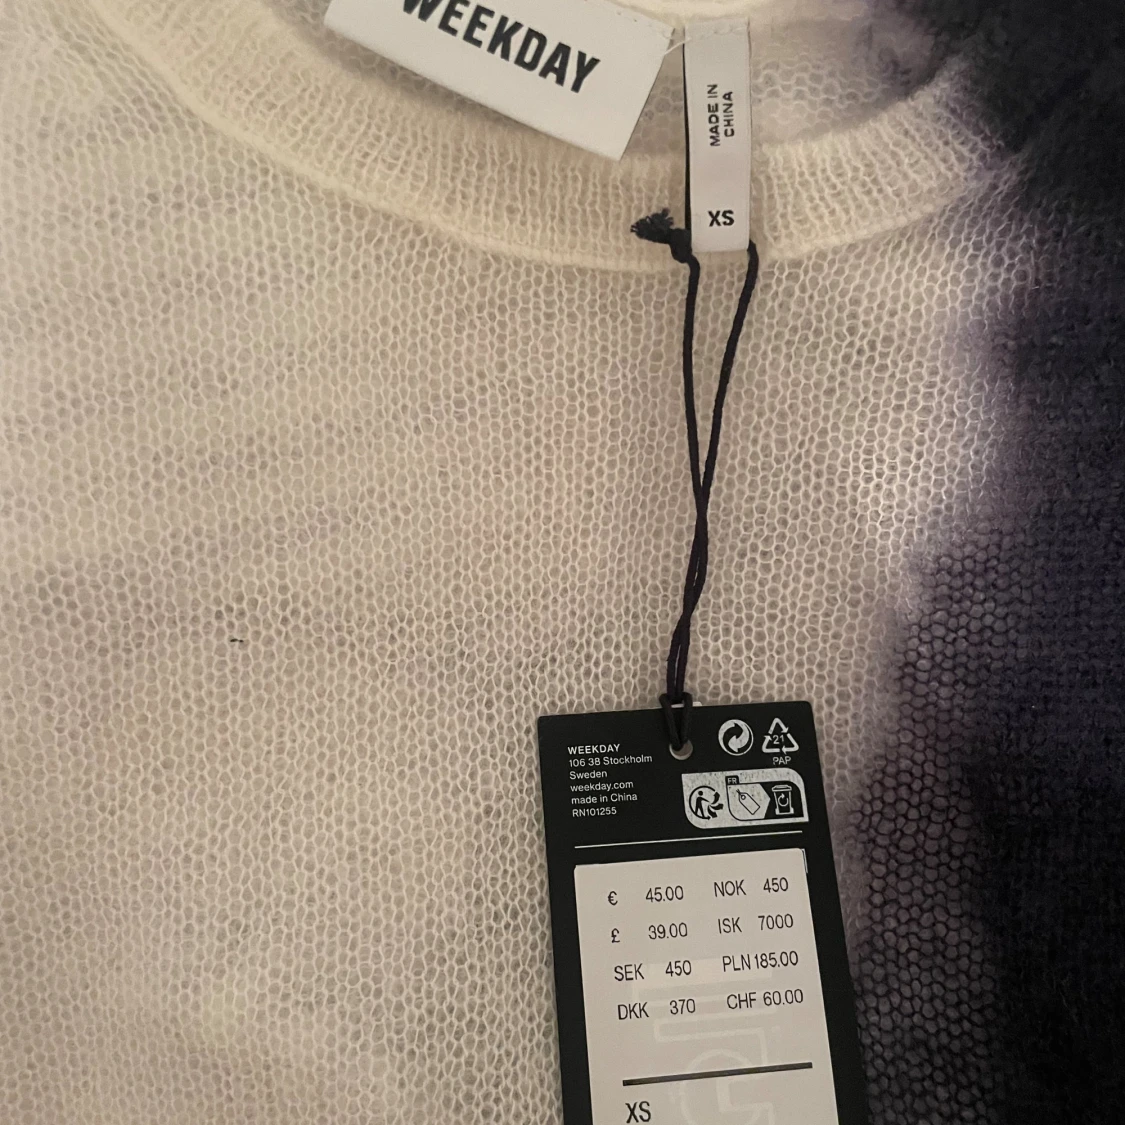 WEEKDAY
MADE IN
CHINA
XS
WEEKDAY
106 38 Stockholm
Sweden
weekday.com
made in China
RN101255
21
PAP
FR
€ 45.00 NOK 450
£ 39.00 ISK 7000
SEK 450 PLN 185.00
DKK 370 CHF 60.00
XS